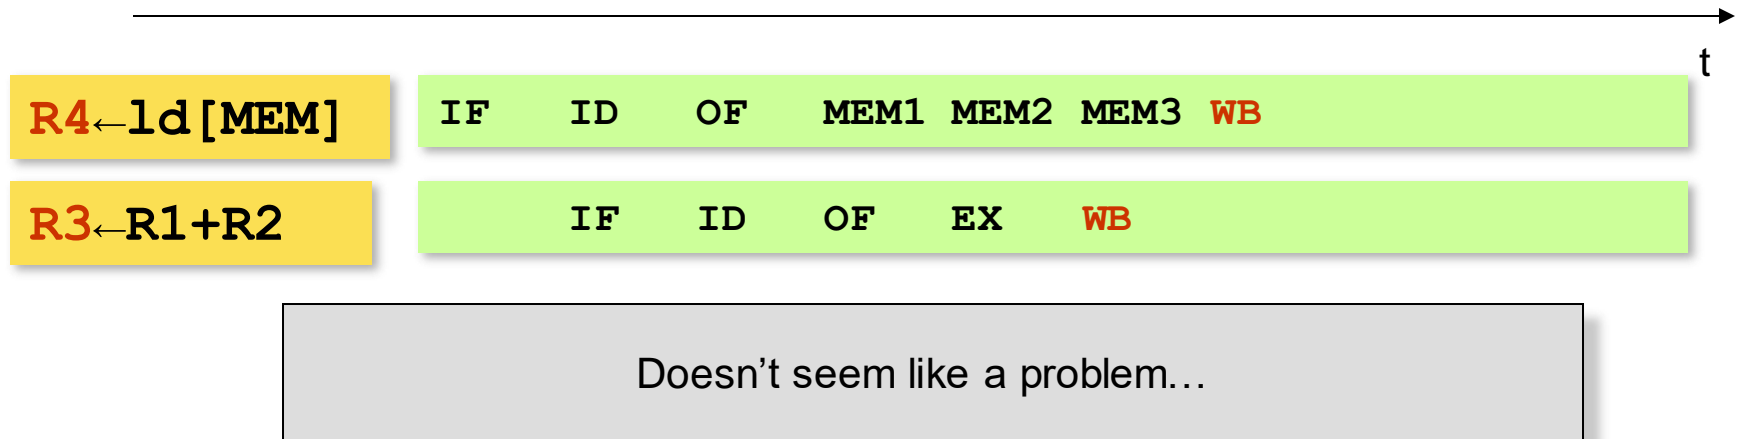 t
R4←ld[MEM] IF ID OF MEM1 MEM2 MEM3 WB
R3←R1+R2 IF ID OF EX WB
Doesn’t seem like a problem…